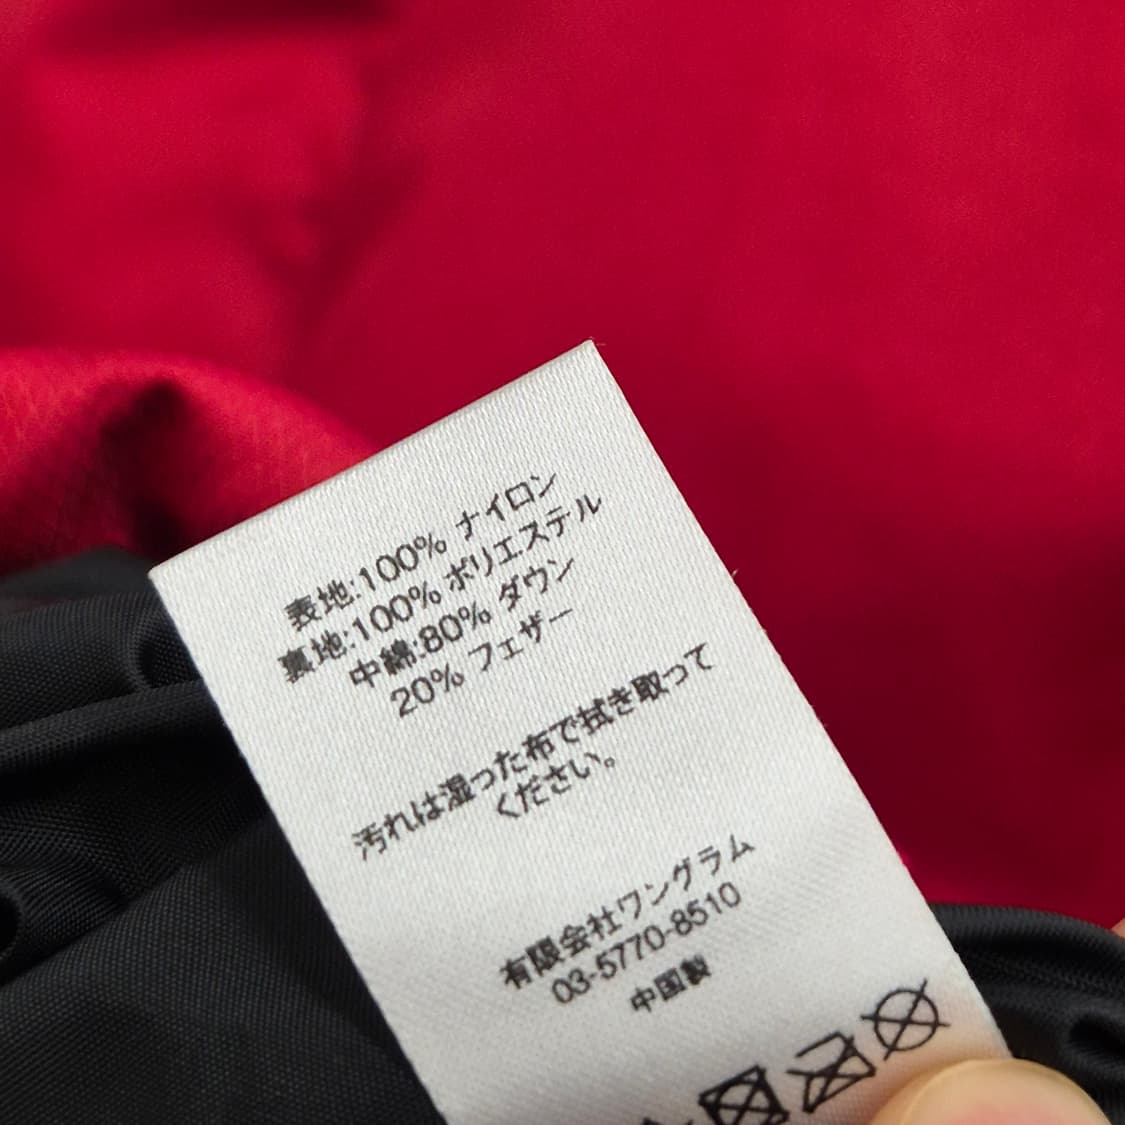 表地:100% ナイロン
裏地:100% ポリエステル
中綿:80% ダウン
20% フェザー
汚れは湿った布で拭き取って
ください。
有限会社ワングラム
03-5770-8510
中国製